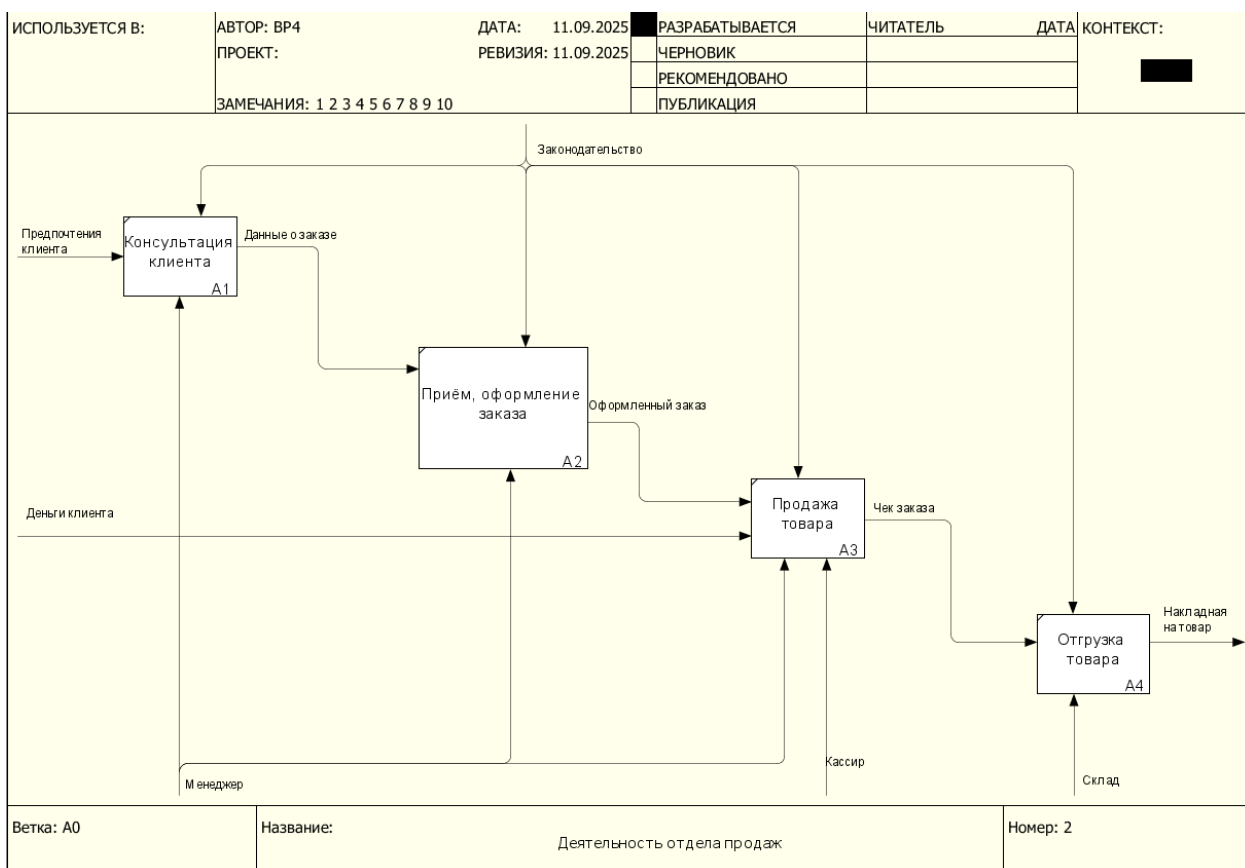 ИСПОЛЬЗУЕТСЯ В:
АВТОР: ВР4
ДАТА: 11.09.2025
РАЗРАБАТЫВАЕТСЯ
ЧИТАТЕЛЬ
ДАТА
КОНТЕКСТ:
ПРОЕКТ:
РЕВИЗИЯ: 11.09.2025
ЧЕРНОВИК
РЕКОМЕНДОВАНО
ЗАМЕЧАНИЯ: 1 2 3 4 5 6 7 8 9 10
ПУБЛИКАЦИЯ
Законодательство
Предпочтения
клиента
Консультация
клиента
A1
Данные о заказе
Приём, оформление
заказа
A2
Оформленный заказ
Деньги клиента
Продажа
товара
A3
Чек заказа
Отгрузка
товара
A4
Накладная
на товар
Менеджер
Кассир
Склад
Ветка: A0
Название:
Деятельность отдела продаж
Номер: 2